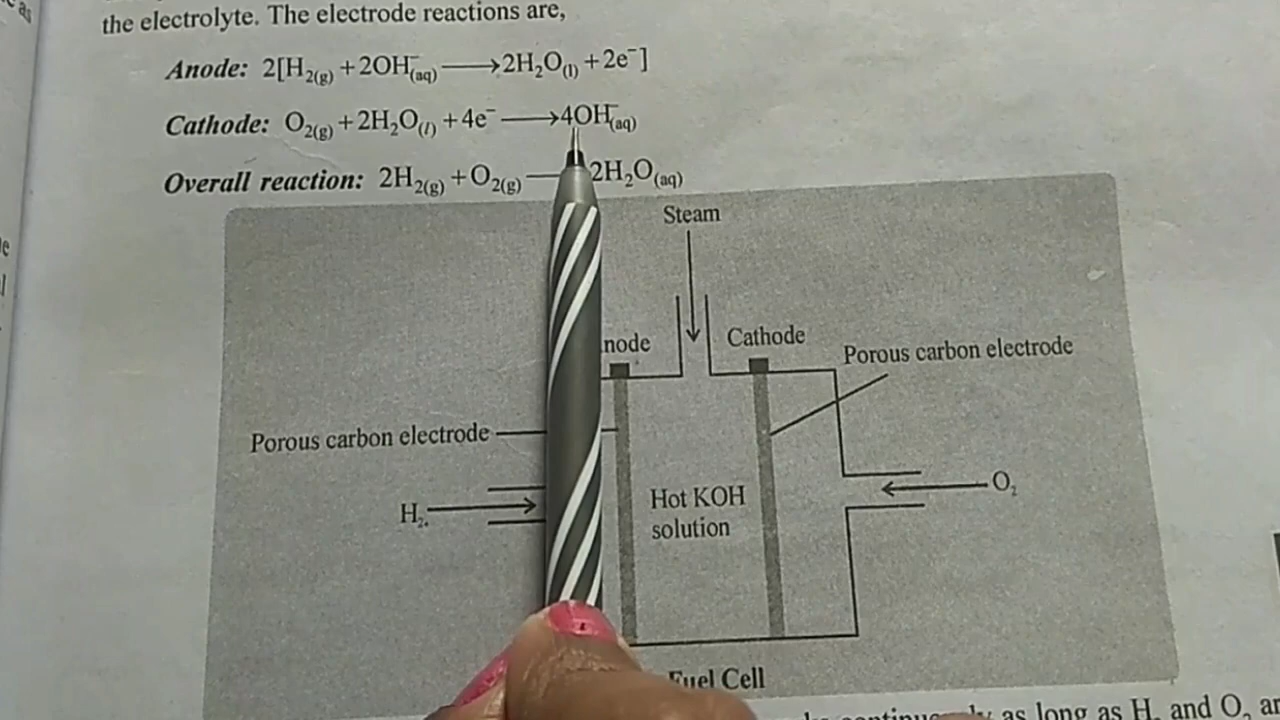 the electrolyte. The electrode reactions are,
Anode: 2[H₂(g) + 2OH⁻(aq) ⟶ 2H₂O(l) + 2e⁻]
Cathode: O₂(g) + 2H₂O(l) + 4e⁻ ⟶ 4OH⁻(aq)
Overall reaction: 2H₂(g) + O₂(g) — 2H₂O(aq)
Steam
node
Cathode
Porous carbon electrode
Porous carbon electrode
H₂
Hot KOH
solution
O₂
Fuel Cell
as long as H₂ and O₂